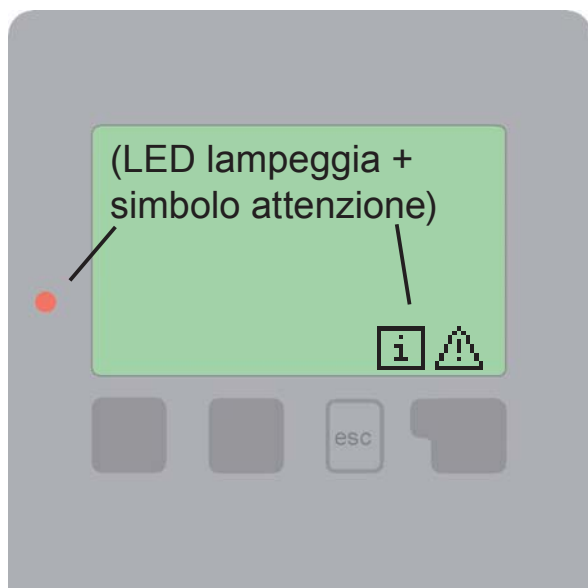 (LED lampeggia +
simbolo attenzione)
i
esc